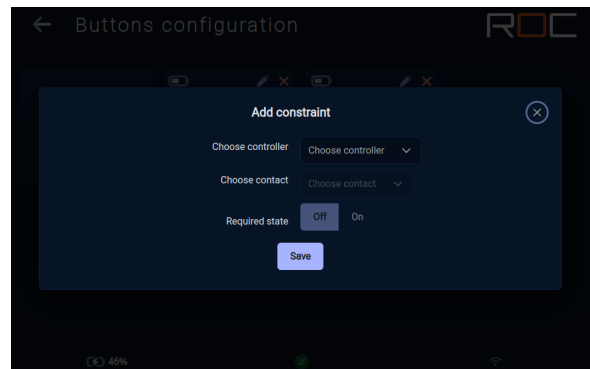 Buttons configuration
ROC
Add constraint
Choose controller
Choose controller
Choose contact
Choose contact
Required state
Off
On
Save
46%